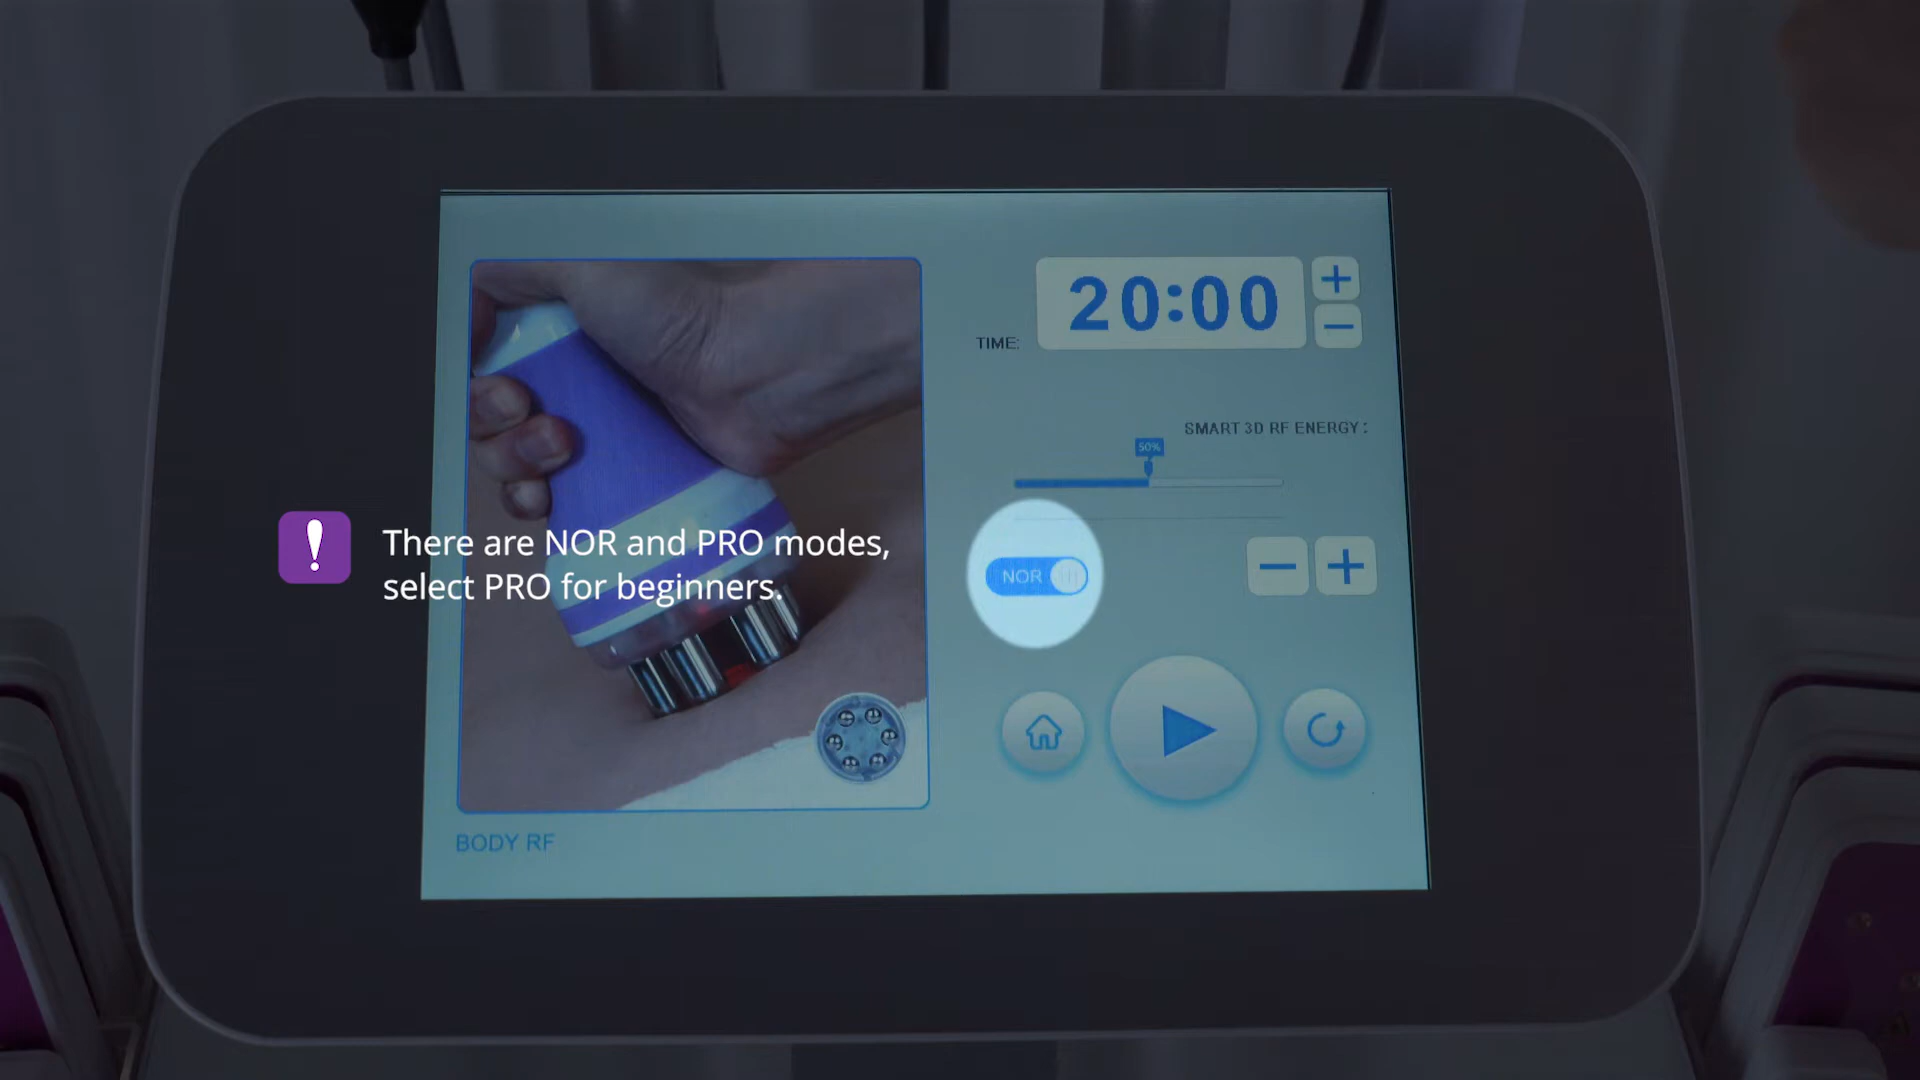 20:00
TIME:
SMART 3D RF ENERGY :
50%
There are NOR and PRO modes,
select PRO for beginners.
NOR
BODY RF